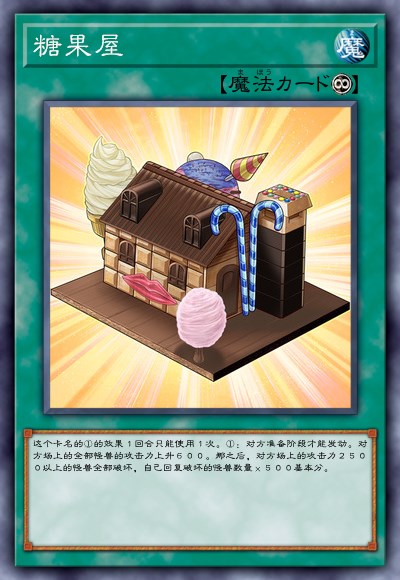 糖果屋
魔
【魔法カード∞】
まほう
这个卡名的①的效果1回合只能使用1次。①：对方准备阶段才能发动。对
方场上的全部怪兽的攻击力上升600。那之后，对方场上的攻击力250
0以上的怪兽全部破坏，自己回复破坏的怪兽数量×500基本分。